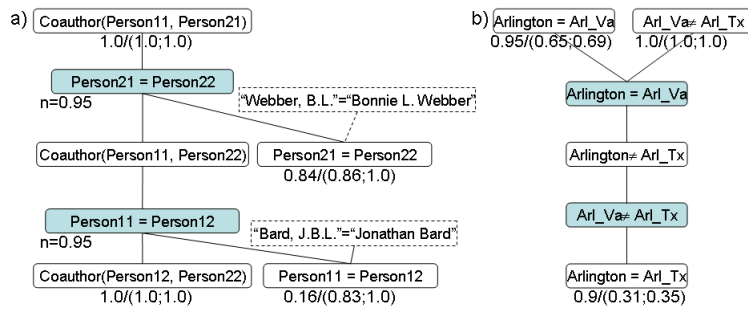 a)
Coauthor(Person11, Person21)
1.0/(1.0;1.0)
Person21 = Person22
n=0.95
“Webber, B.L.”=“Bonnie L. Webber”
Coauthor(Person11, Person22)
Person21 = Person22
0.84/(0.86;1.0)
Person11 = Person12
n=0.95
“Bard, J.B.L.”=“Jonathan Bard”
Coauthor(Person12, Person22)
1.0/(1.0;1.0)
Person11 = Person12
0.16/(0.83;1.0)
b)
Arlington = Arl_Va
0.95/(0.65;0.69)
Arl_Va≠ Arl_Tx
1.0/(1.0;1.0)
Arlington = Arl_Va
Arlington≠ Arl_Tx
Arl_Va≠ Arl_Tx
Arlington = Arl_Tx
0.9/(0.31;0.35)